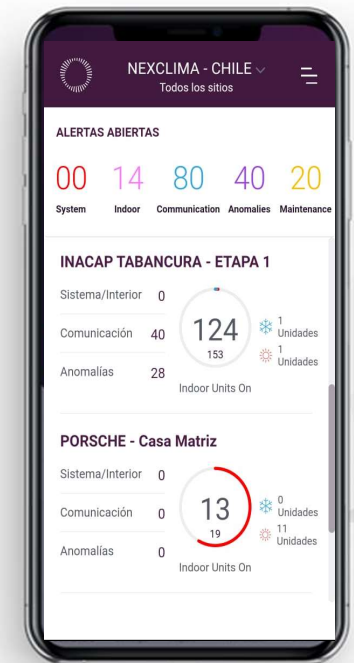 NEXCLIMA - CHILE
Todos los sitios
ALERTAS ABIERTAS
00 14 80 40 20
System Indoor Communication Anomalies Maintenance
INACAP TABANCURA - ETAPA 1
Sistema/Interior 0
Comunicación 40
Anomalías 28
124
153
Indoor Units On
1
Unidades
1
Unidades
PORSCHE - Casa Matriz
Sistema/Interior 0
Comunicación 0
Anomalías 0
13
19
Indoor Units On
0
Unidades
11
Unidades